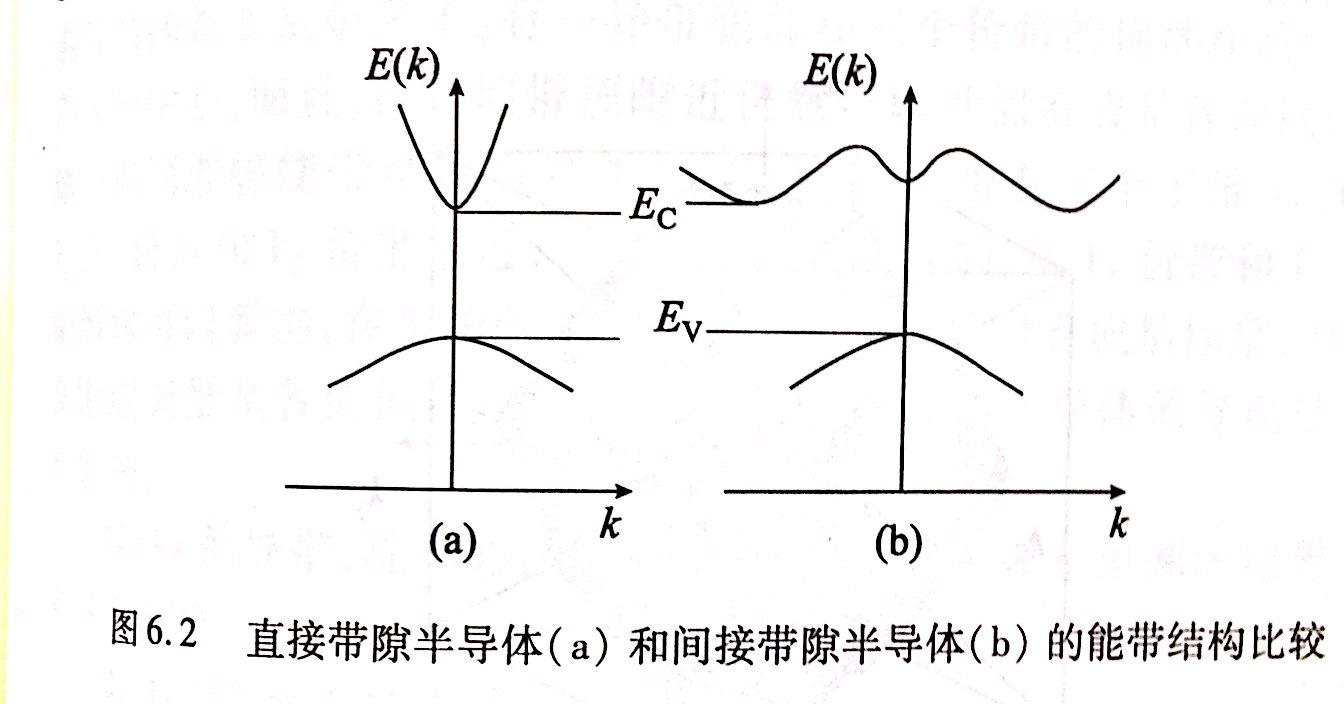 E(k) E(k)
E_C
E_V
k k
(a) (b)
图6.2 直接带隙半导体(a)和间接带隙半导体(b)的能带结构比较